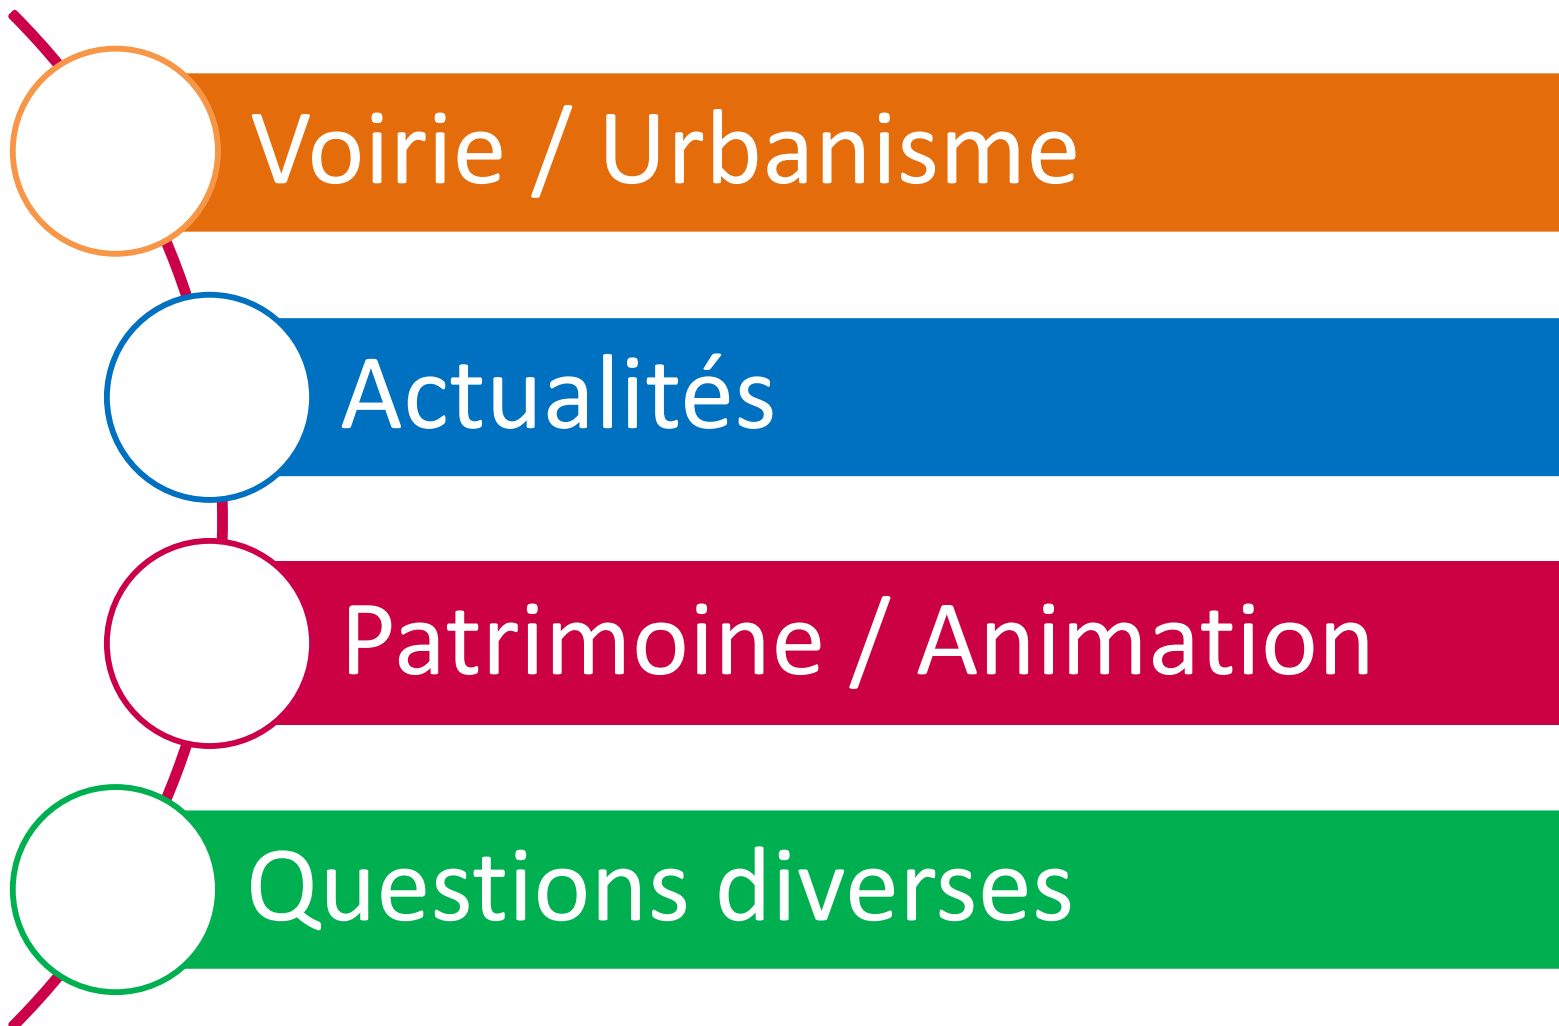 Voirie / Urbanisme
Actualités
Patrimoine / Animation
Questions diverses